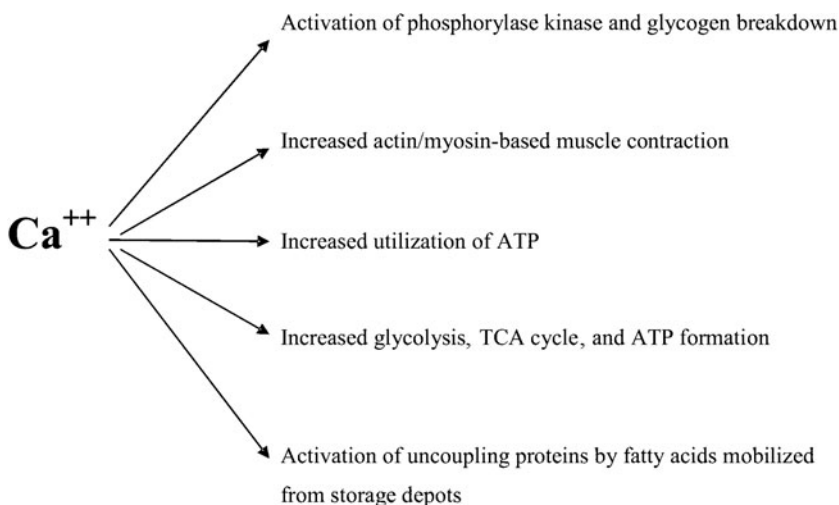 Activation of phosphorylase kinase and glycogen breakdown
Increased actin/myosin-based muscle contraction
Ca⁺⁺
Increased utilization of ATP
Increased glycolysis, TCA cycle, and ATP formation
Activation of uncoupling proteins by fatty acids mobilized
from storage depots